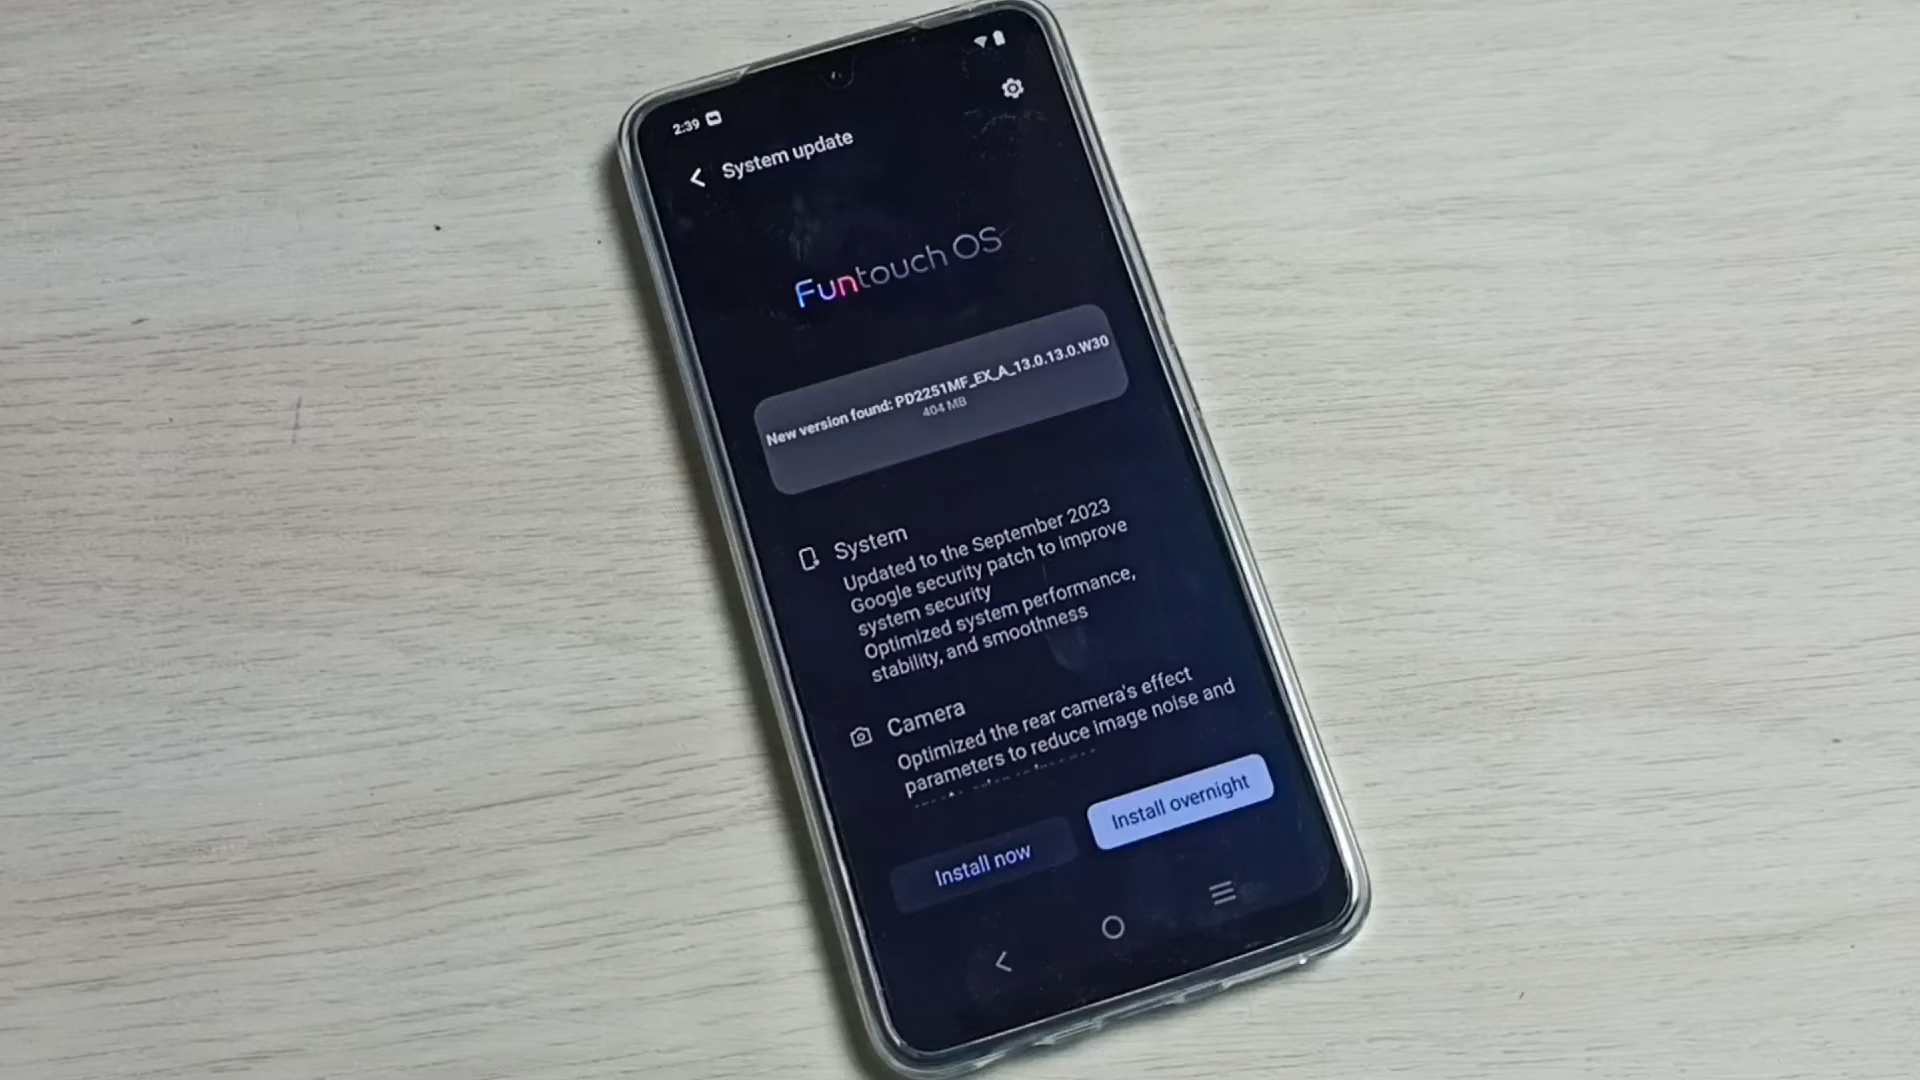 2:39
System update
Funtouch OS
New version found: PD2251MF_EX_A_13.0.13.0.W30
404 MB
System
Updated to the September 2023
Google security patch to improve
system security
Optimized system performance,
stability, and smoothness
Camera
Optimized the rear camera's effect
parameters to reduce image noise and
Install now
Install overnight